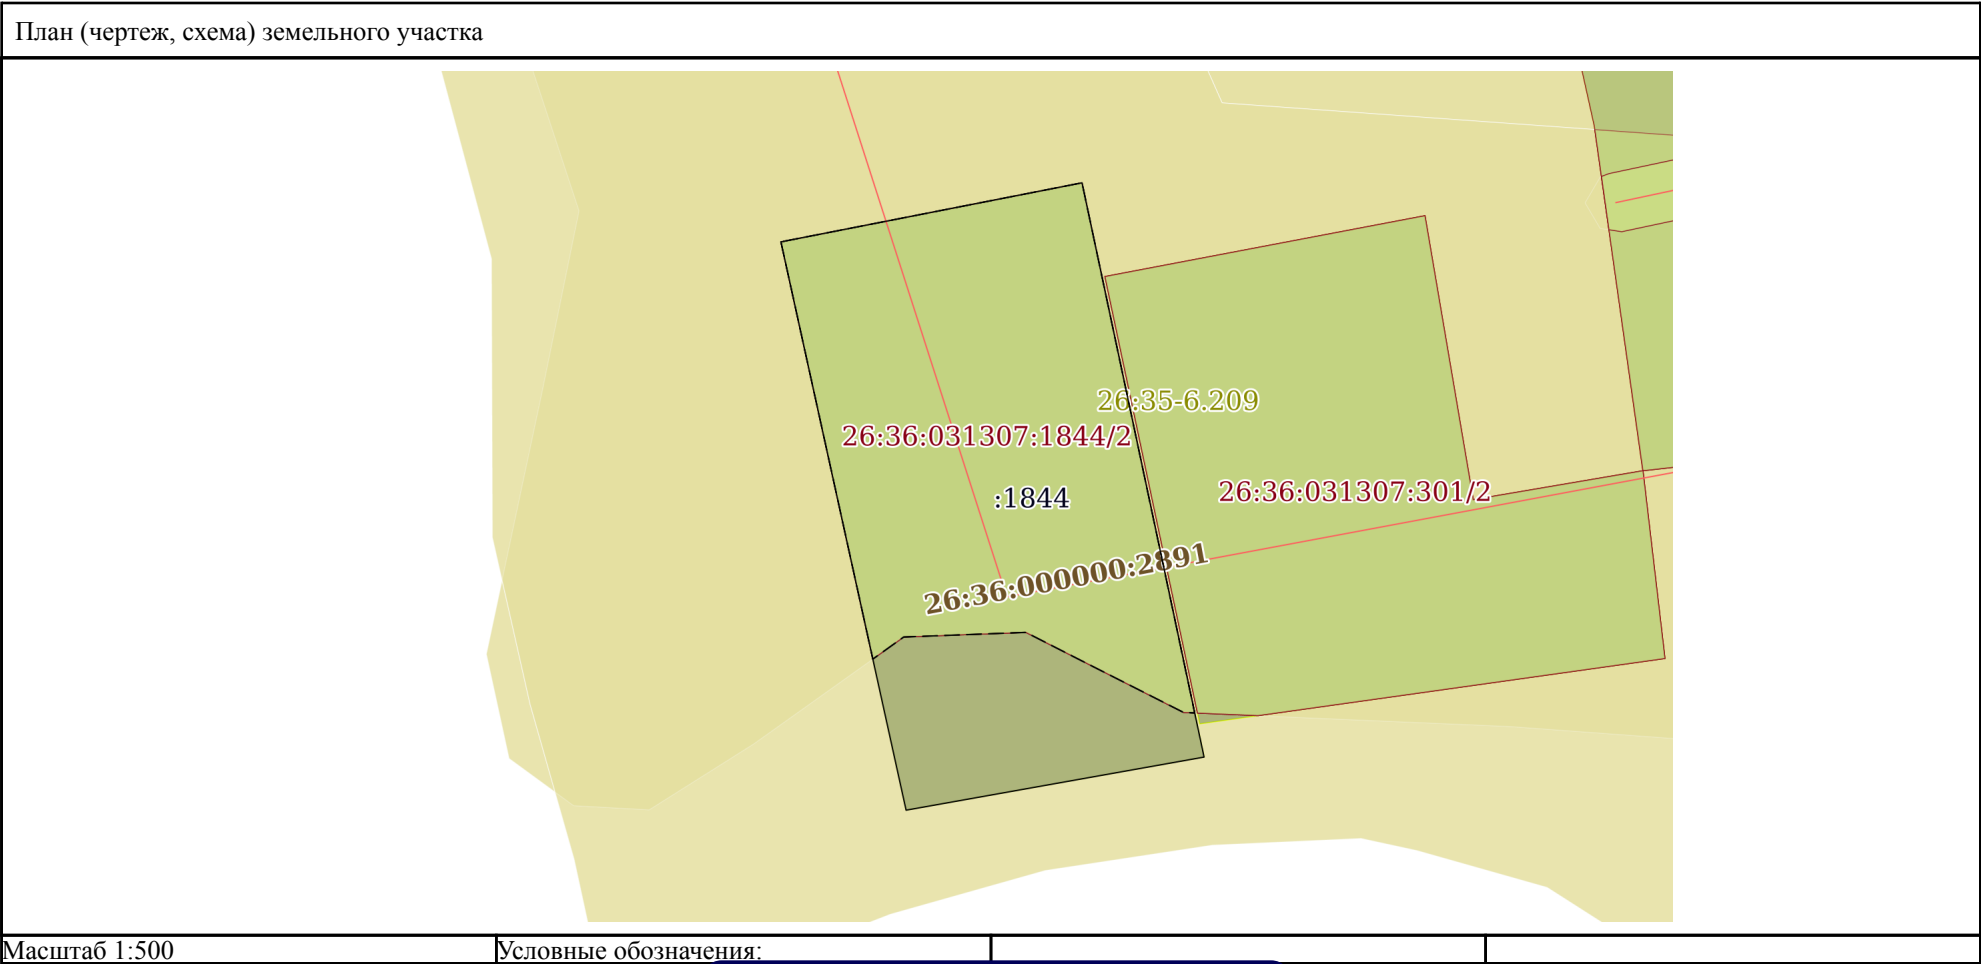 План (чертеж, схема) земельного участка
26:35-6.209
26:36:031307:1844/2
26:36:031307:301/2
:1844
26:36:000000:2891
Масштаб 1:500
Условные обозначения: